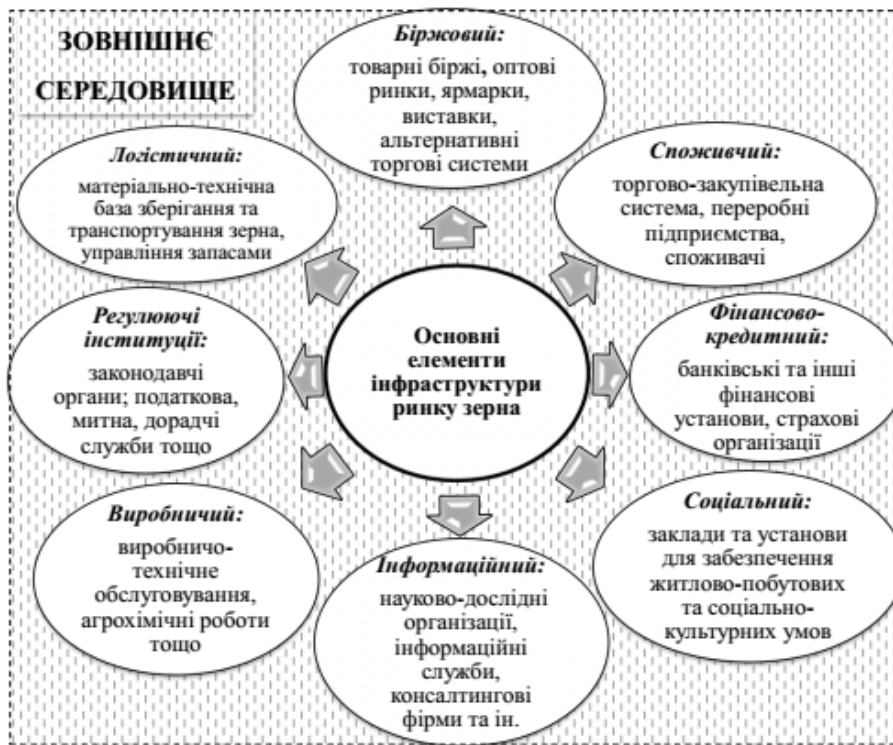 ЗОВНІШНЄ
СЕРЕДОВИЩЕ
Біржовий:
товарні біржі, оптові
ринки, ярмарки,
виставки,
альтернативні
торгові системи
Логістичний:
матеріально-технічна
база зберігання та
транспортування зерна,
управління запасами
Споживчий:
торгово-закупівельна
система, переробні
підприємства,
споживачі
Регулюючі
інституції:
законодавчі
органи; податкова,
митна, дорадчі
служби тощо
Основні
елементи
інфраструктури
ринку зерна
Фінансово-
кредитний:
банківські та інші
фінансові
установи, страхові
організації
Виробничий:
виробничо-
технічне
обслуговування,
агрохімічні роботи
тощо
Інформаційний:
науково-дослідні
організації,
інформаційні
служби,
консалтингові
фірми та ін.
Соціальний:
заклади та установи
для забезпечення
житлово-побутових
та соціально-
культурних умов